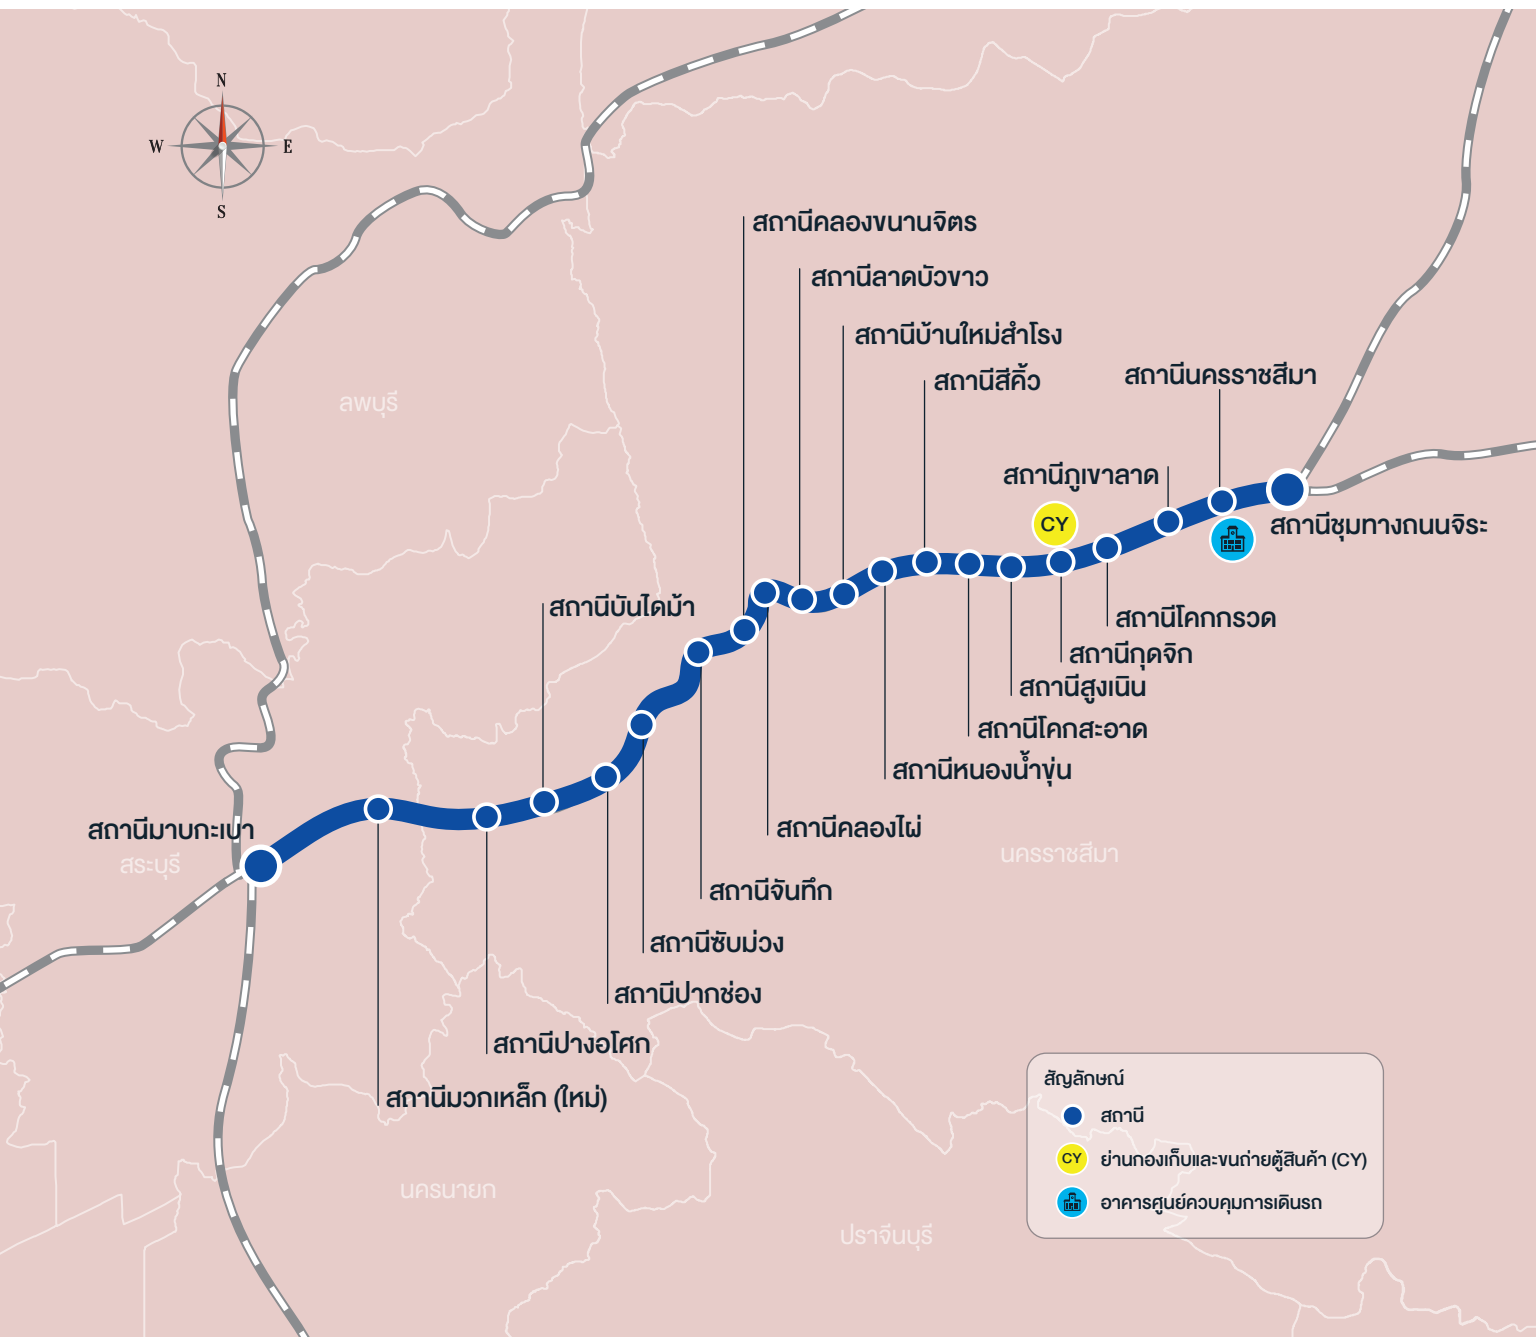 N
W
E
S
สถานีคลองขนานจิตร
สถานีลาดบัวขาว
สถานีบ้านใหม่สำโรง
สถานีสีคิ้ว
สถานีนครราชสีมา
ลพบุรี
สถานีภูเขาลาด
CY
สถานีชุมทางถนนจิระ
สถานีบันไดม้า
สถานีโคกกรวด
สถานีกุดจิก
สถานีสูงเนิน
สถานีโคกสะอาด
สถานีหนองน้ำขุ่น
สถานีมาบกะเบา
สถานีคลองไผ่
สระบุรี
นครราชสีมา
สถานีจันทึก
สถานีซับม่วง
สถานีปากช่อง
สถานีปางอโศก
สถานีมวกเหล็ก (ใหม่)
สัญลักษณ์
สถานี
CY ย่านกองเก็บและขนถ่ายตู้สินค้า (CY)
อาคารศูนย์ควบคุมการเดินรถ
นครนายก
ปราจีนบุรี